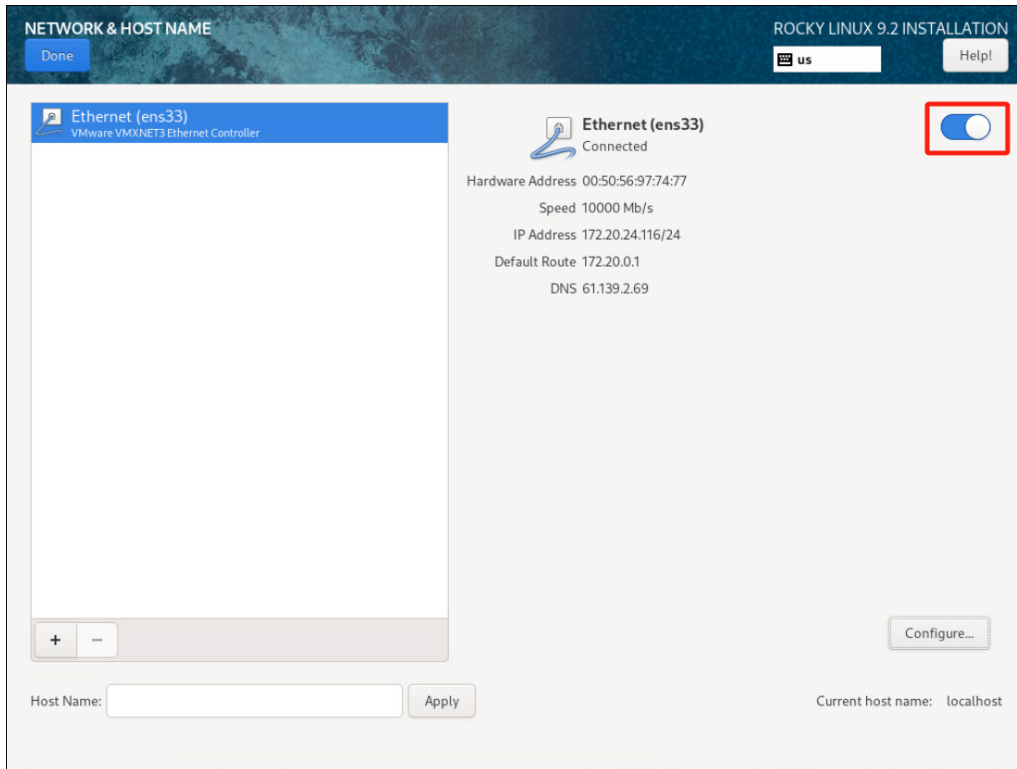 NETWORK & HOST NAME
ROCKY LINUX 9.2 INSTALLATION
Done
us
Help!
Ethernet (ens33)
VMware VMXNET3 Ethernet Controller
Ethernet (ens33)
Connected
Hardware Address 00:50:56:97:74:77
Speed 10000 Mb/s
IP Address 172.20.24.116/24
Default Route 172.20.0.1
DNS 61.139.2.69
+ −
Configure...
Host Name:
Apply
Current host name: localhost